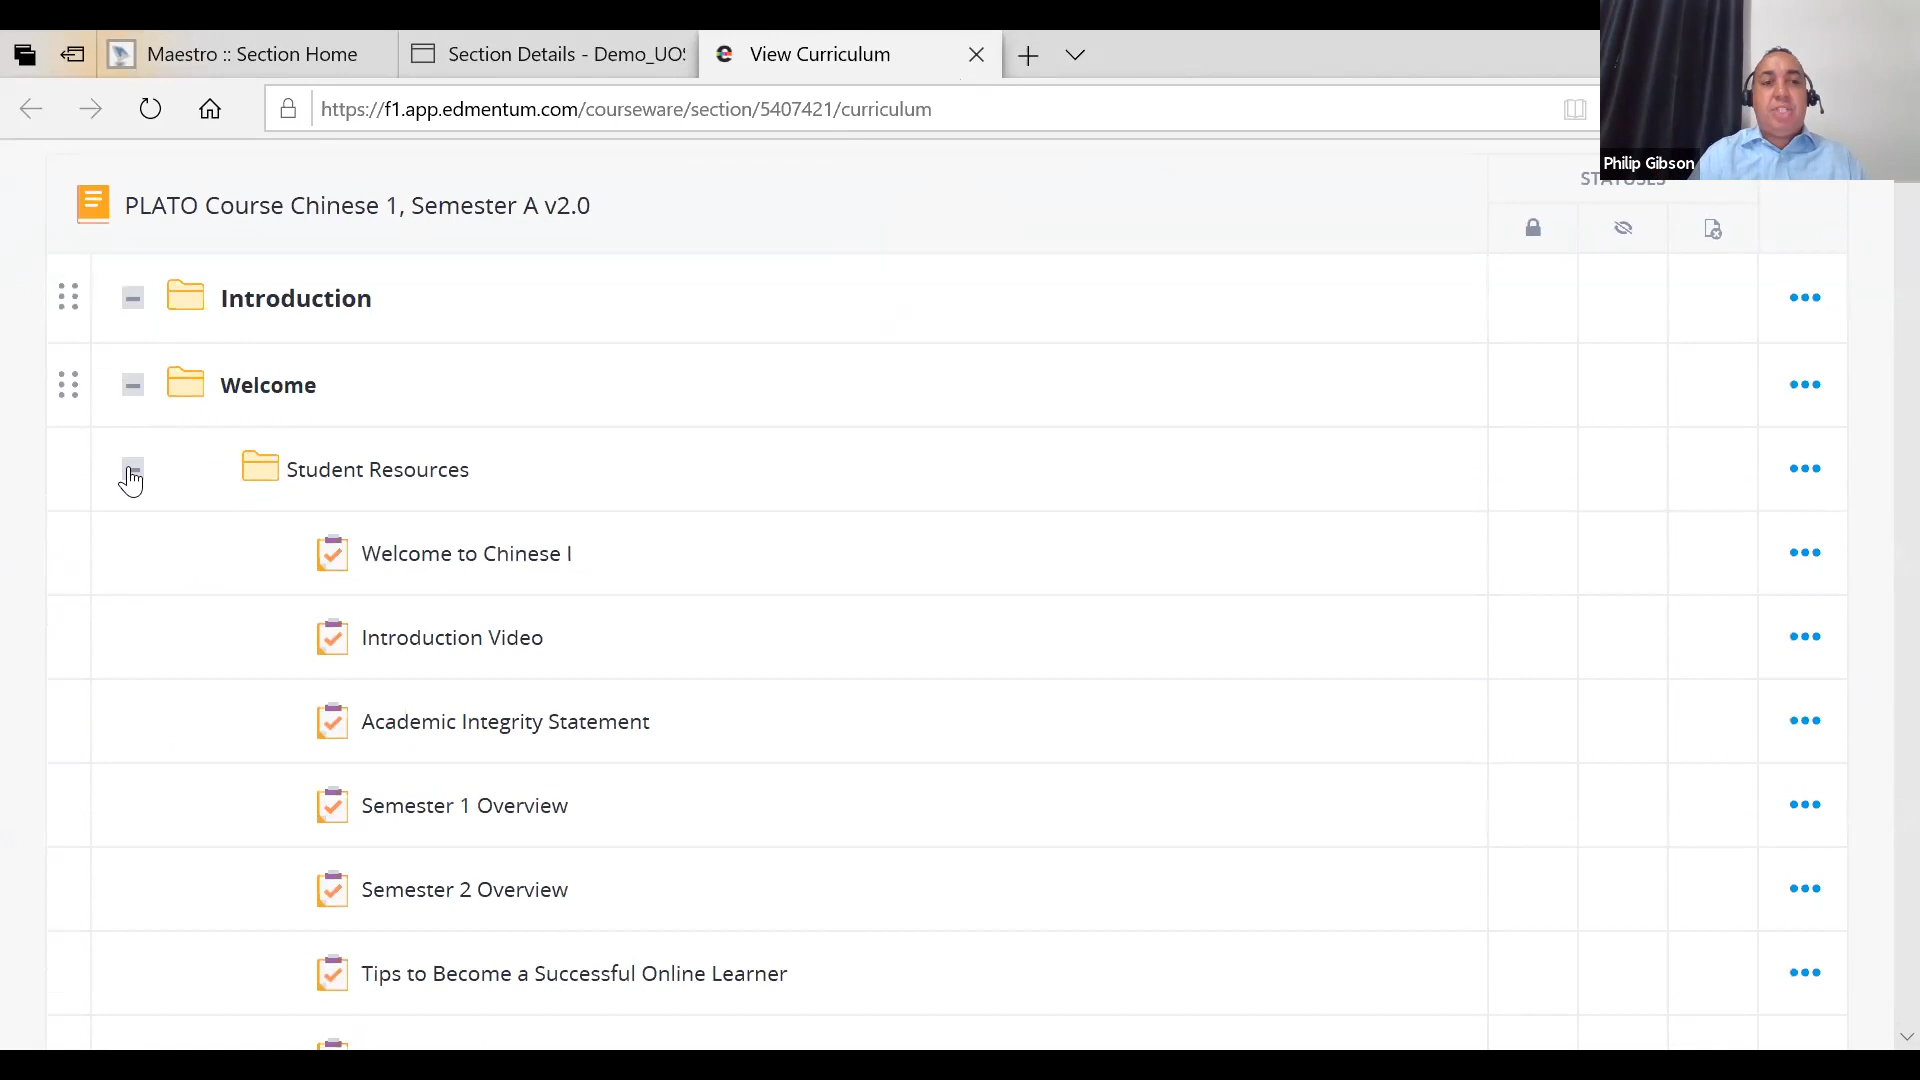 Maestro :: Section Home
Section Details - Demo_UO
View Curriculum
https://f1.app.edmentum.com/courseware/section/5407421/curriculum
Philip Gibson
STATUSES
PLATO Course Chinese 1, Semester A v2.0
Introduction
Welcome
Student Resources
Welcome to Chinese I
Introduction Video
Academic Integrity Statement
Semester 1 Overview
Semester 2 Overview
Tips to Become a Successful Online Learner